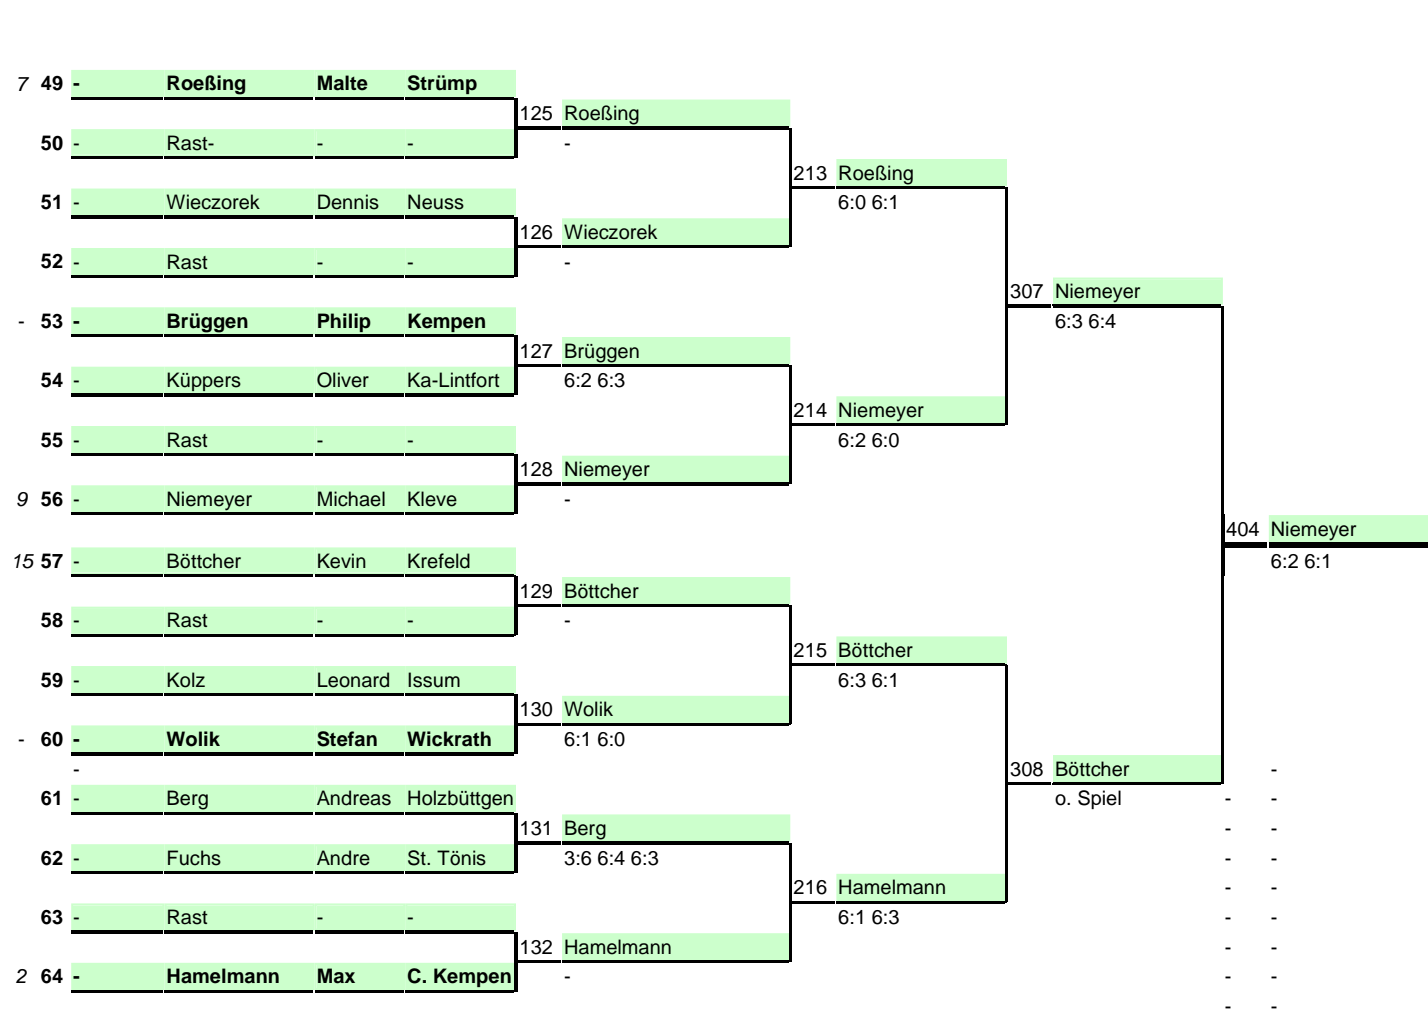 7 49 - Roeßing Malte Strümp
125 Roeßing
50 - Rast- - - -
213 Roeßing
51 - Wieczorek Dennis Neuss 6:0 6:1
126 Wieczorek
52 - Rast - - -
307 Niemeyer
- 53 - Brüggen Philip Kempen 6:3 6:4
127 Brüggen
54 - Küppers Oliver Ka-Lintfort 6:2 6:3
214 Niemeyer
55 - Rast - - 6:2 6:0
128 Niemeyer
9 56 - Niemeyer Michael Kleve -
404 Niemeyer
15 57 - Böttcher Kevin Krefeld 6:2 6:1
129 Böttcher
58 - Rast - - -
215 Böttcher
59 - Kolz Leonard Issum 6:3 6:1
130 Wolik
- 60 - Wolik Stefan Wickrath 6:1 6:0
- 308 Böttcher -
61 - Berg Andreas Holzbüttgen o. Spiel - -
131 Berg - -
62 - Fuchs Andre St. Tönis 3:6 6:4 6:3 - -
216 Hamelmann - -
63 - Rast - - 6:1 6:3 - -
132 Hamelmann - -
2 64 - Hamelmann Max C. Kempen - - -
- -